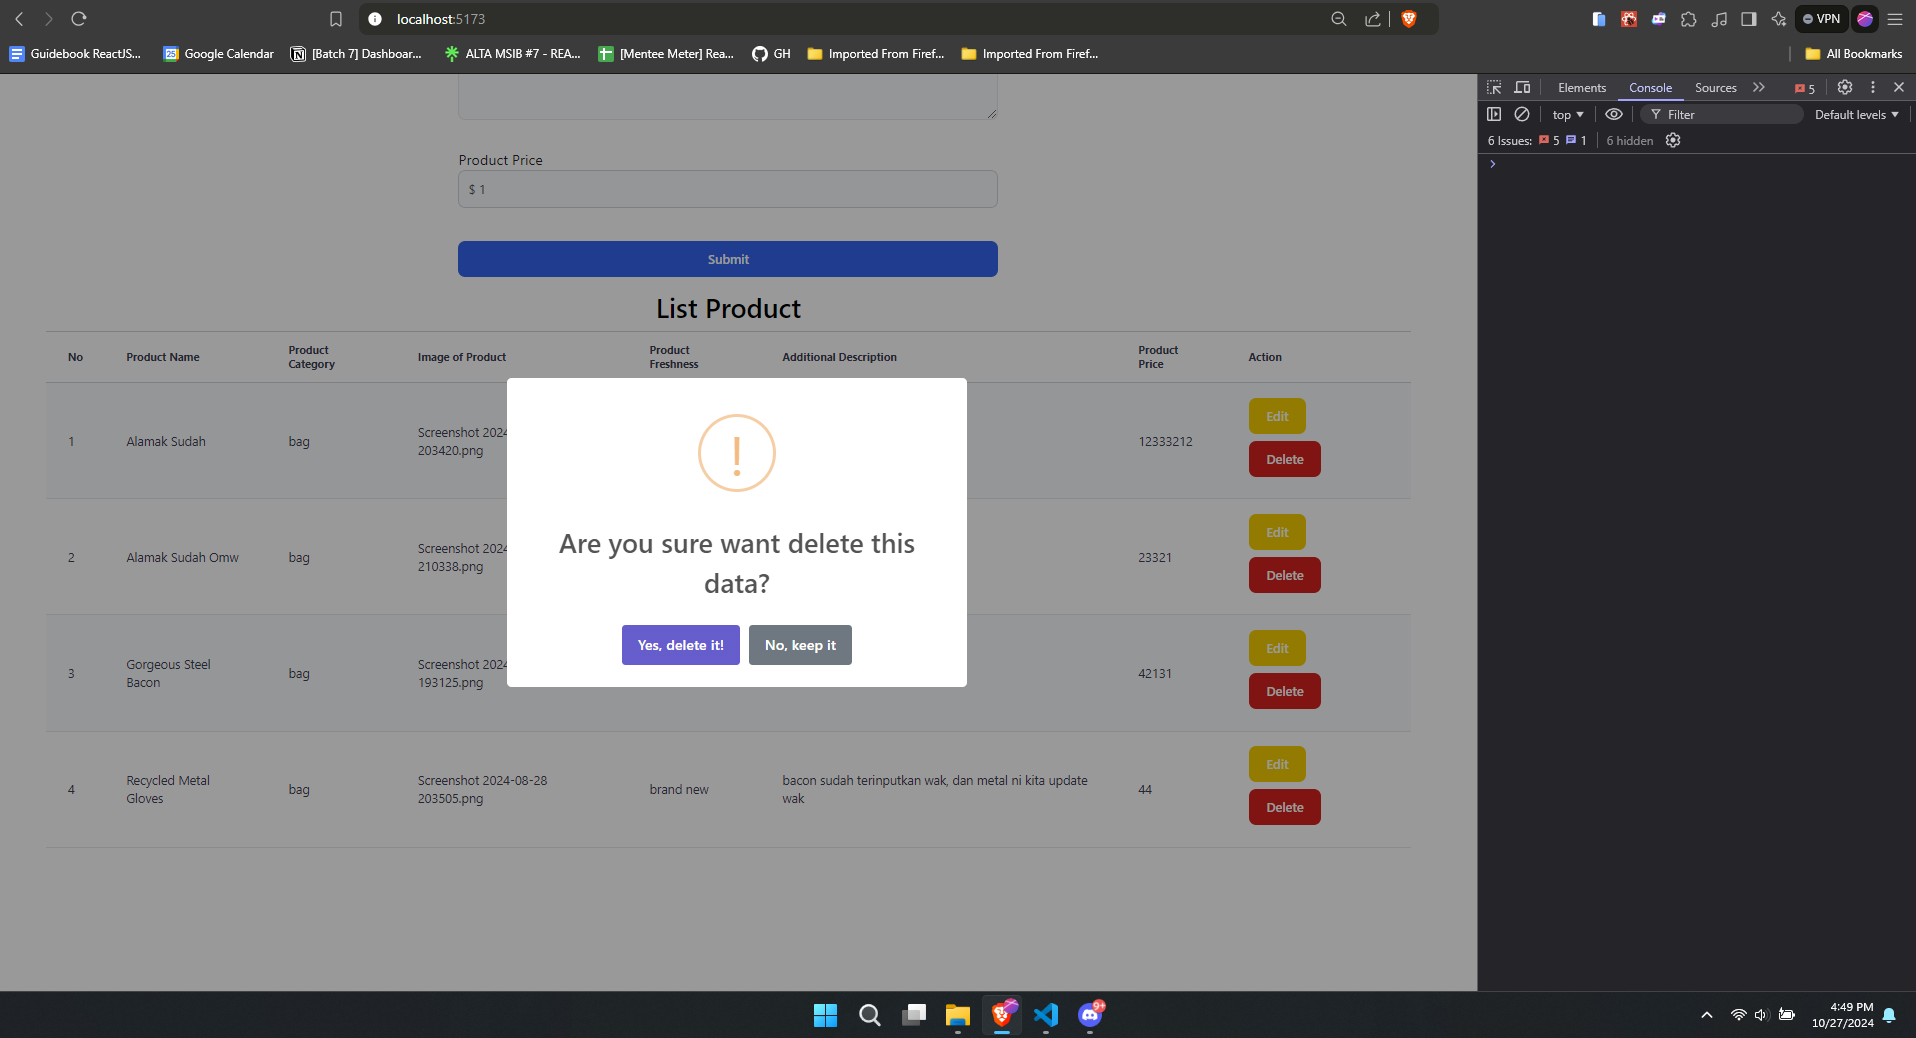 localhost:5173
VPN
Guidebook ReactJS...
Google Calendar
[Batch 7] Dashboar...
ALTA MSIB #7 - REA...
[Mentee Meter] Rea...
GH
Imported From Firef...
Imported From Firef...
All Bookmarks
Elements
Console
Sources
5
top
Filter
Default levels
6 Issues: 5 1
6 hidden
Product Price
$ 1
Submit
List Product
No
Product Name
Product
Category
Image of Product
Product
Freshness
Additional Description
Product
Price
Action
1
Alamak Sudah
bag
Screenshot 2024
203420.png
12333212
Edit
Delete
2
Alamak Sudah Omw
bag
Screenshot 2024
210338.png
23321
Edit
Delete
3
Gorgeous Steel
Bacon
bag
Screenshot 2024
193125.png
42131
Edit
Delete
4
Recycled Metal
Gloves
bag
Screenshot 2024-08-28
203505.png
brand new
bacon sudah terinputkan wak, dan metal ni kita update
wak
44
Edit
Delete
Are you sure want delete this
data?
Yes, delete it!
No, keep it
9+
4:49 PM
10/27/2024